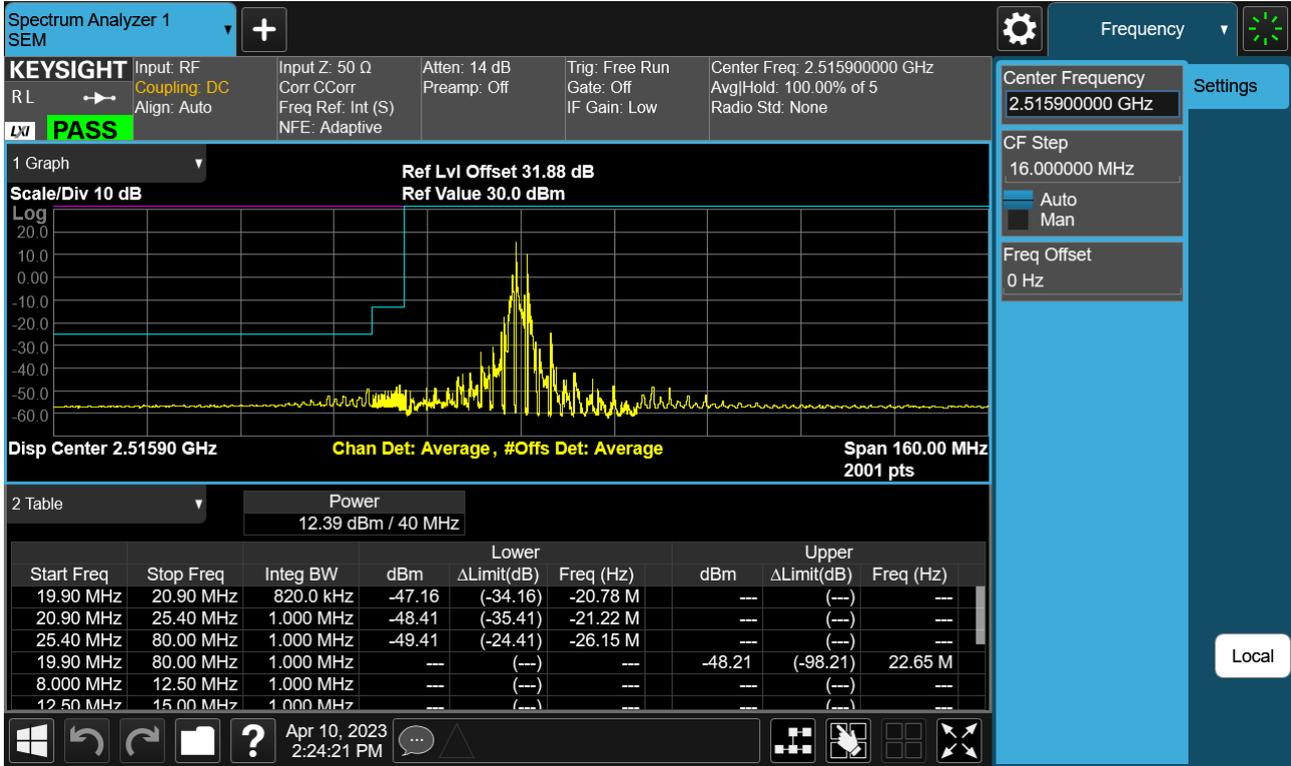 Spectrum Analyzer 1
SEM
+
Frequency
KEYSIGHT
R L
LXI
PASS
Input: RF
Coupling: DC
Align: Auto
Input Z: 50 Ω
Corr CCorr
Freq Ref: Int (S)
NFE: Adaptive
Atten: 14 dB
Preamp: Off
Trig: Free Run
Gate: Off
IF Gain: Low
Center Freq: 2.515900000 GHz
Avg|Hold: 100.00% of 5
Radio Std: None
Center Frequency
2.515900000 GHz
Settings
CF Step
16.000000 MHz
Auto
Man
Freq Offset
0 Hz
1 Graph
Scale/Div 10 dB
Ref Lvl Offset 31.88 dB
Ref Value 30.0 dBm
Log
20.0
10.0
0.00
-10.0
-20.0
-30.0
-40.0
-50.0
-60.0
Disp Center 2.51590 GHz
Chan Det: Average, #Offs Det: Average
Span 160.00 MHz
2001 pts
2 Table
Power
12.39 dBm / 40 MHz
Lower Upper
Start Freq Stop Freq Integ BW dBm ΔLimit(dB) Freq (Hz) dBm ΔLimit(dB) Freq (Hz)
19.90 MHz 20.90 MHz 820.0 kHz -47.16 (-34.16) -20.78 M --- (---) ---
20.90 MHz 25.40 MHz 1.000 MHz -48.41 (-35.41) -21.22 M --- (---) ---
25.40 MHz 80.00 MHz 1.000 MHz -49.41 (-24.41) -26.15 M --- (---) ---
19.90 MHz 80.00 MHz 1.000 MHz --- (---) --- -48.21 (-98.21) 22.65 M
8.000 MHz 12.50 MHz 1.000 MHz --- (---) --- --- (---) ---
12.50 MHz 15.00 MHz 1.000 MHz --- (---) --- --- (---) ---
Local
?
Apr 10, 2023
2:24:21 PM